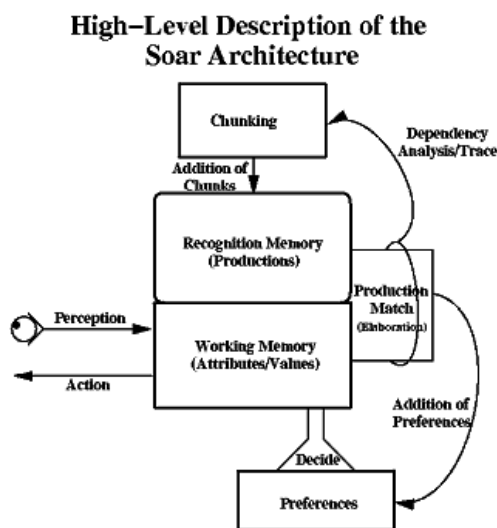 High−Level Description of the
Soar Architecture
Chunking
Dependency
Analysis/Trace
Addition of
Chunks
Recognition Memory
(Productions)
Production
Match
(Elaboration)
Perception
Working Memory
(Attributes/Values)
Action
Addition of
Preferences
Decide
Preferences